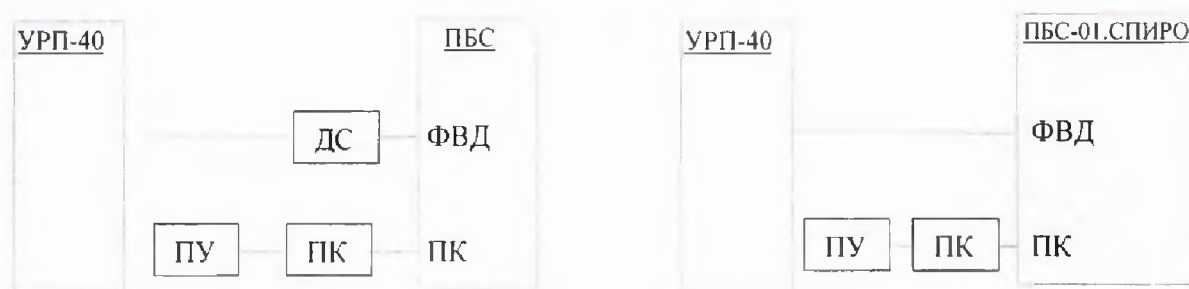 УРП-40 ПБС
ДС ФВД
ПУ ПК ПК
УРП-40 ПБС-01.СПИРО
ФВД
ПУ ПК ПК